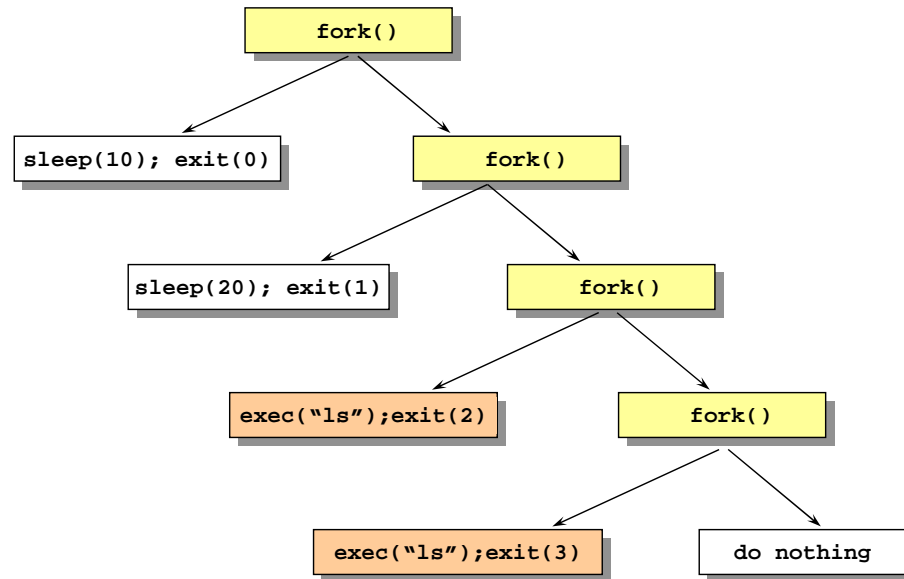 fork()
sleep(10); exit(0)
fork()
sleep(20); exit(1)
fork()
exec(“ls”);exit(2)
fork()
exec(“ls”);exit(3)
do nothing